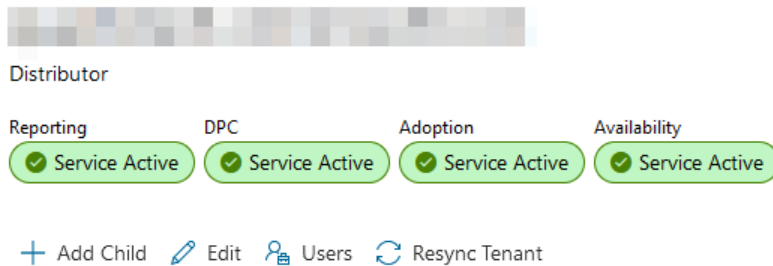 Distributor
Reporting DPC Adoption Availability
Service Active Service Active Service Active Service Active
Add Child Edit Users Resync Tenant